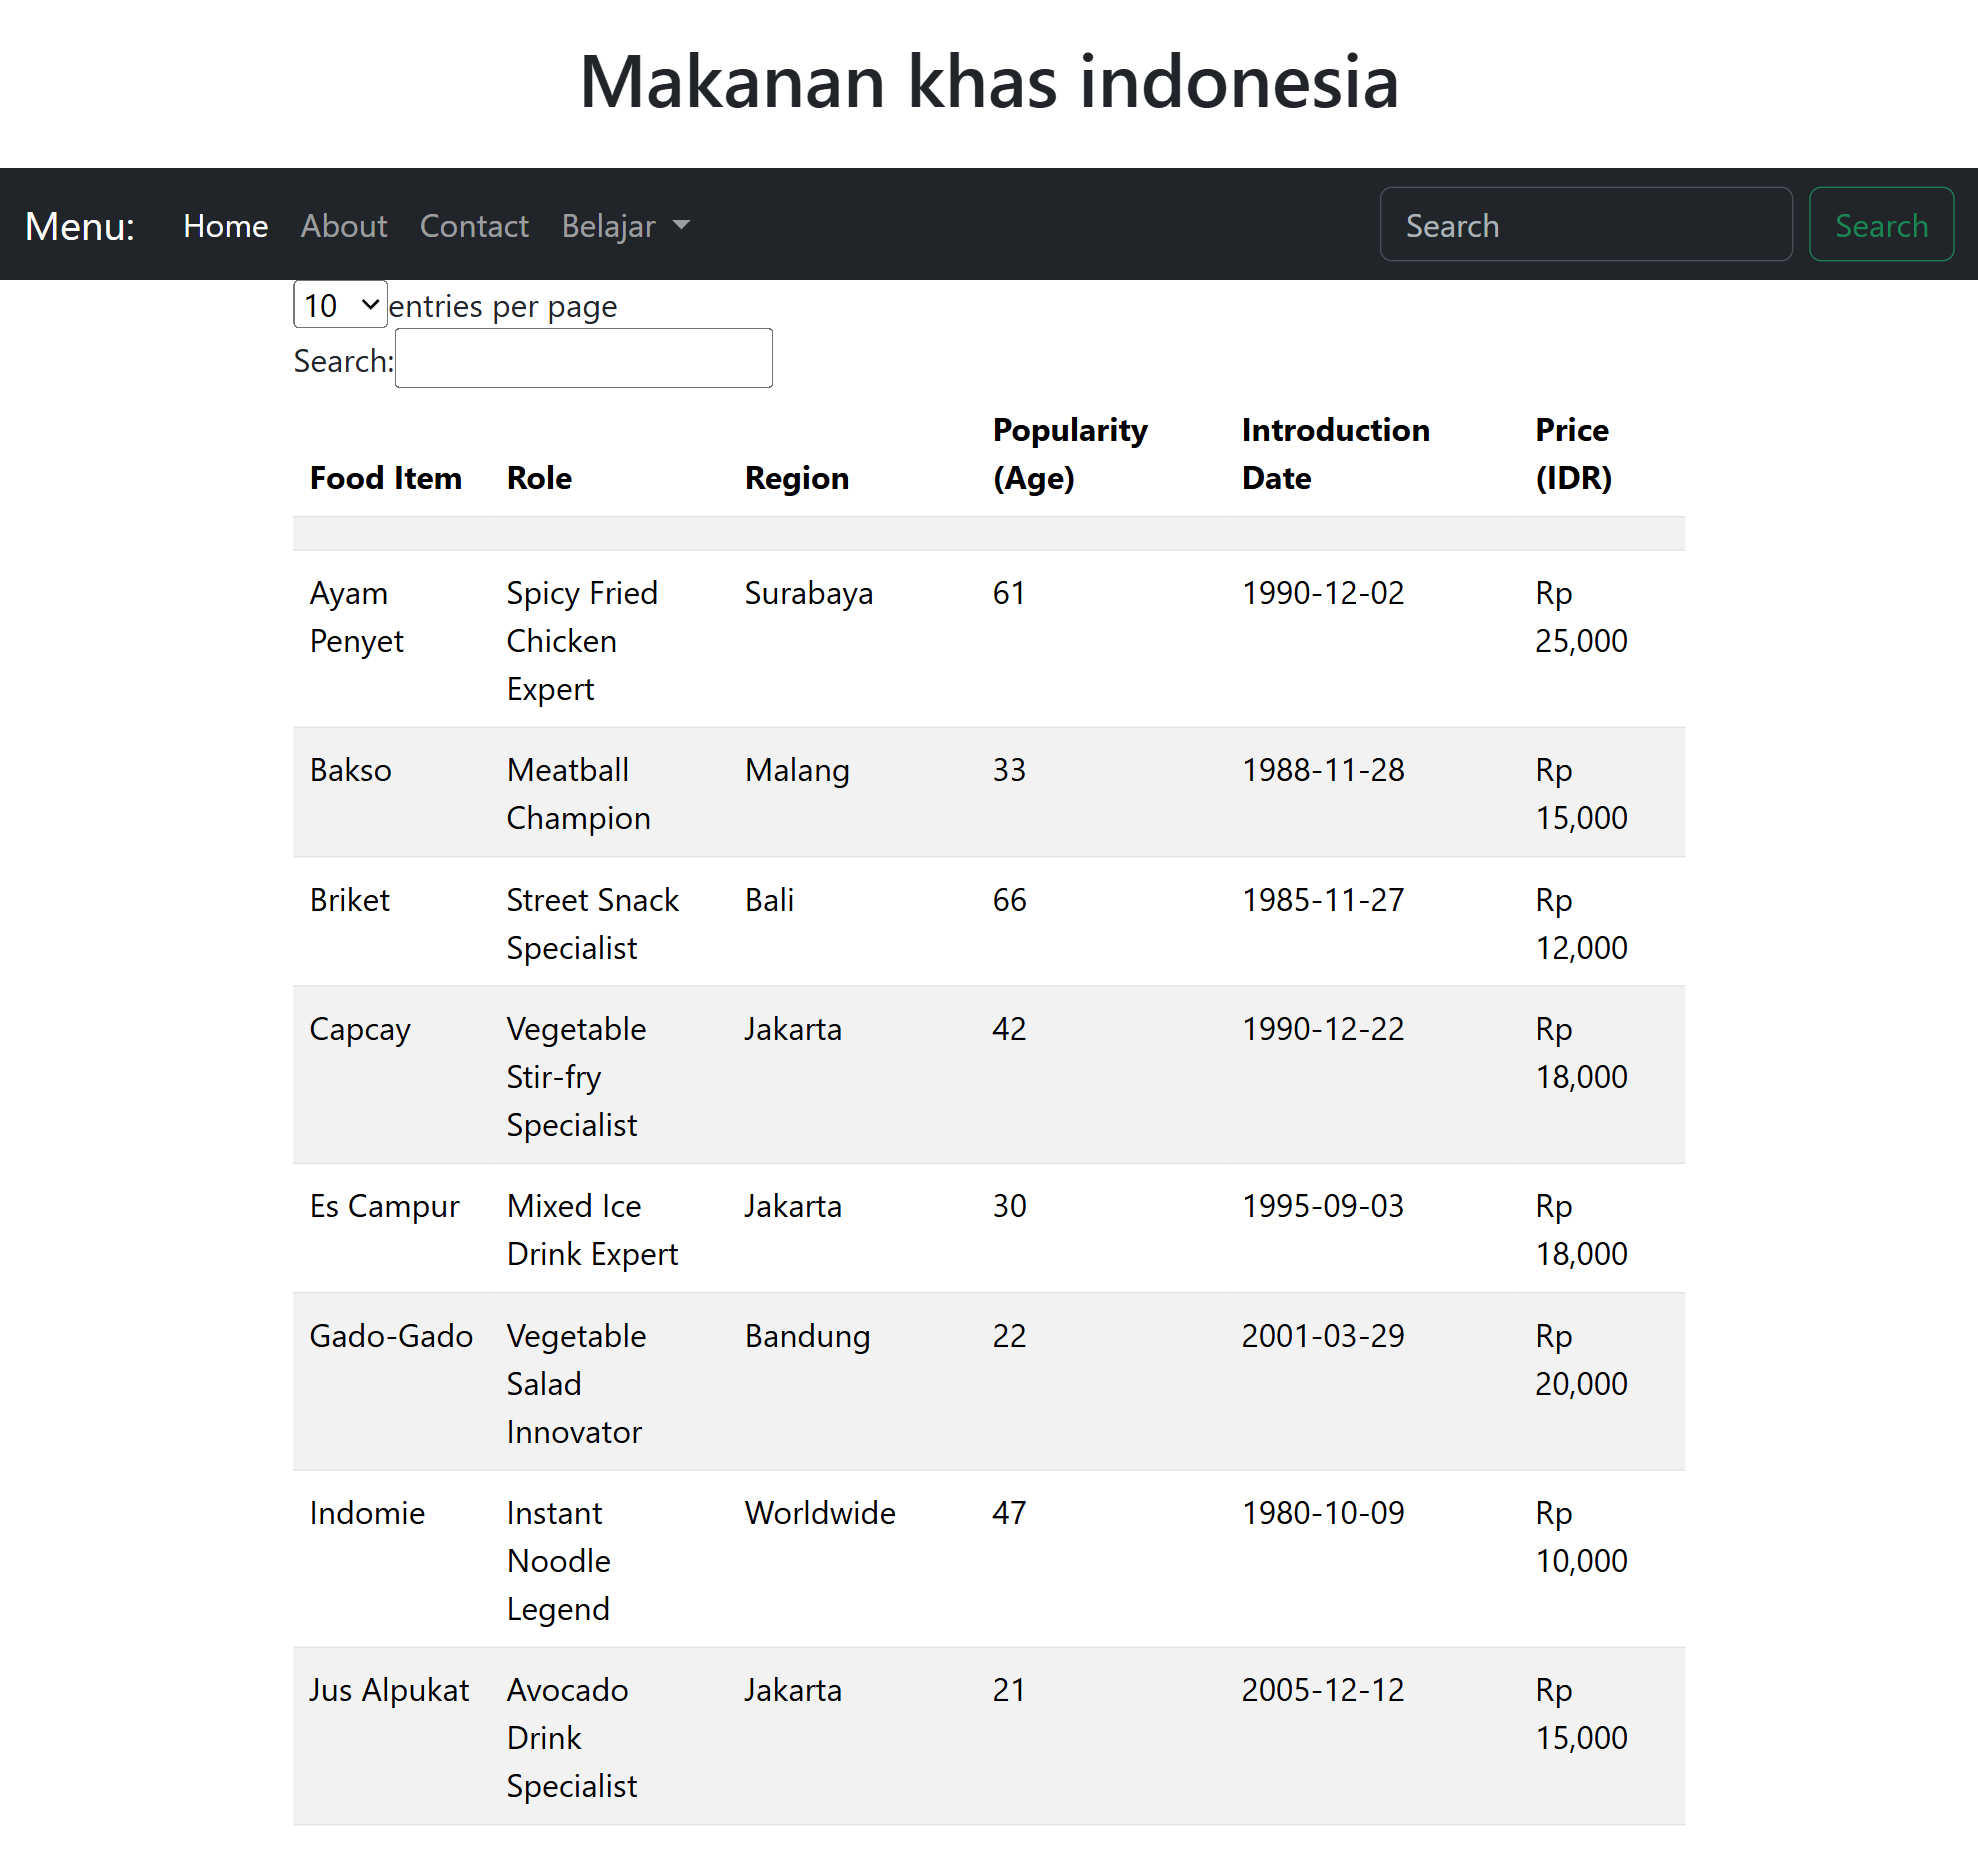 Makanan khas indonesia
Menu: Home About Contact Belajar Search Search
10 entries per page
Search:
Food Item Role Region Popularity (Age) Introduction Date Price (IDR)
Ayam Penyet Spicy Fried Chicken Expert Surabaya 61 1990-12-02 Rp 25,000
Bakso Meatball Champion Malang 33 1988-11-28 Rp 15,000
Briket Street Snack Specialist Bali 66 1985-11-27 Rp 12,000
Capcay Vegetable Stir-fry Specialist Jakarta 42 1990-12-22 Rp 18,000
Es Campur Mixed Ice Drink Expert Jakarta 30 1995-09-03 Rp 18,000
Gado-Gado Vegetable Salad Innovator Bandung 22 2001-03-29 Rp 20,000
Indomie Instant Noodle Legend Worldwide 47 1980-10-09 Rp 10,000
Jus Alpukat Avocado Drink Specialist Jakarta 21 2005-12-12 Rp 15,000